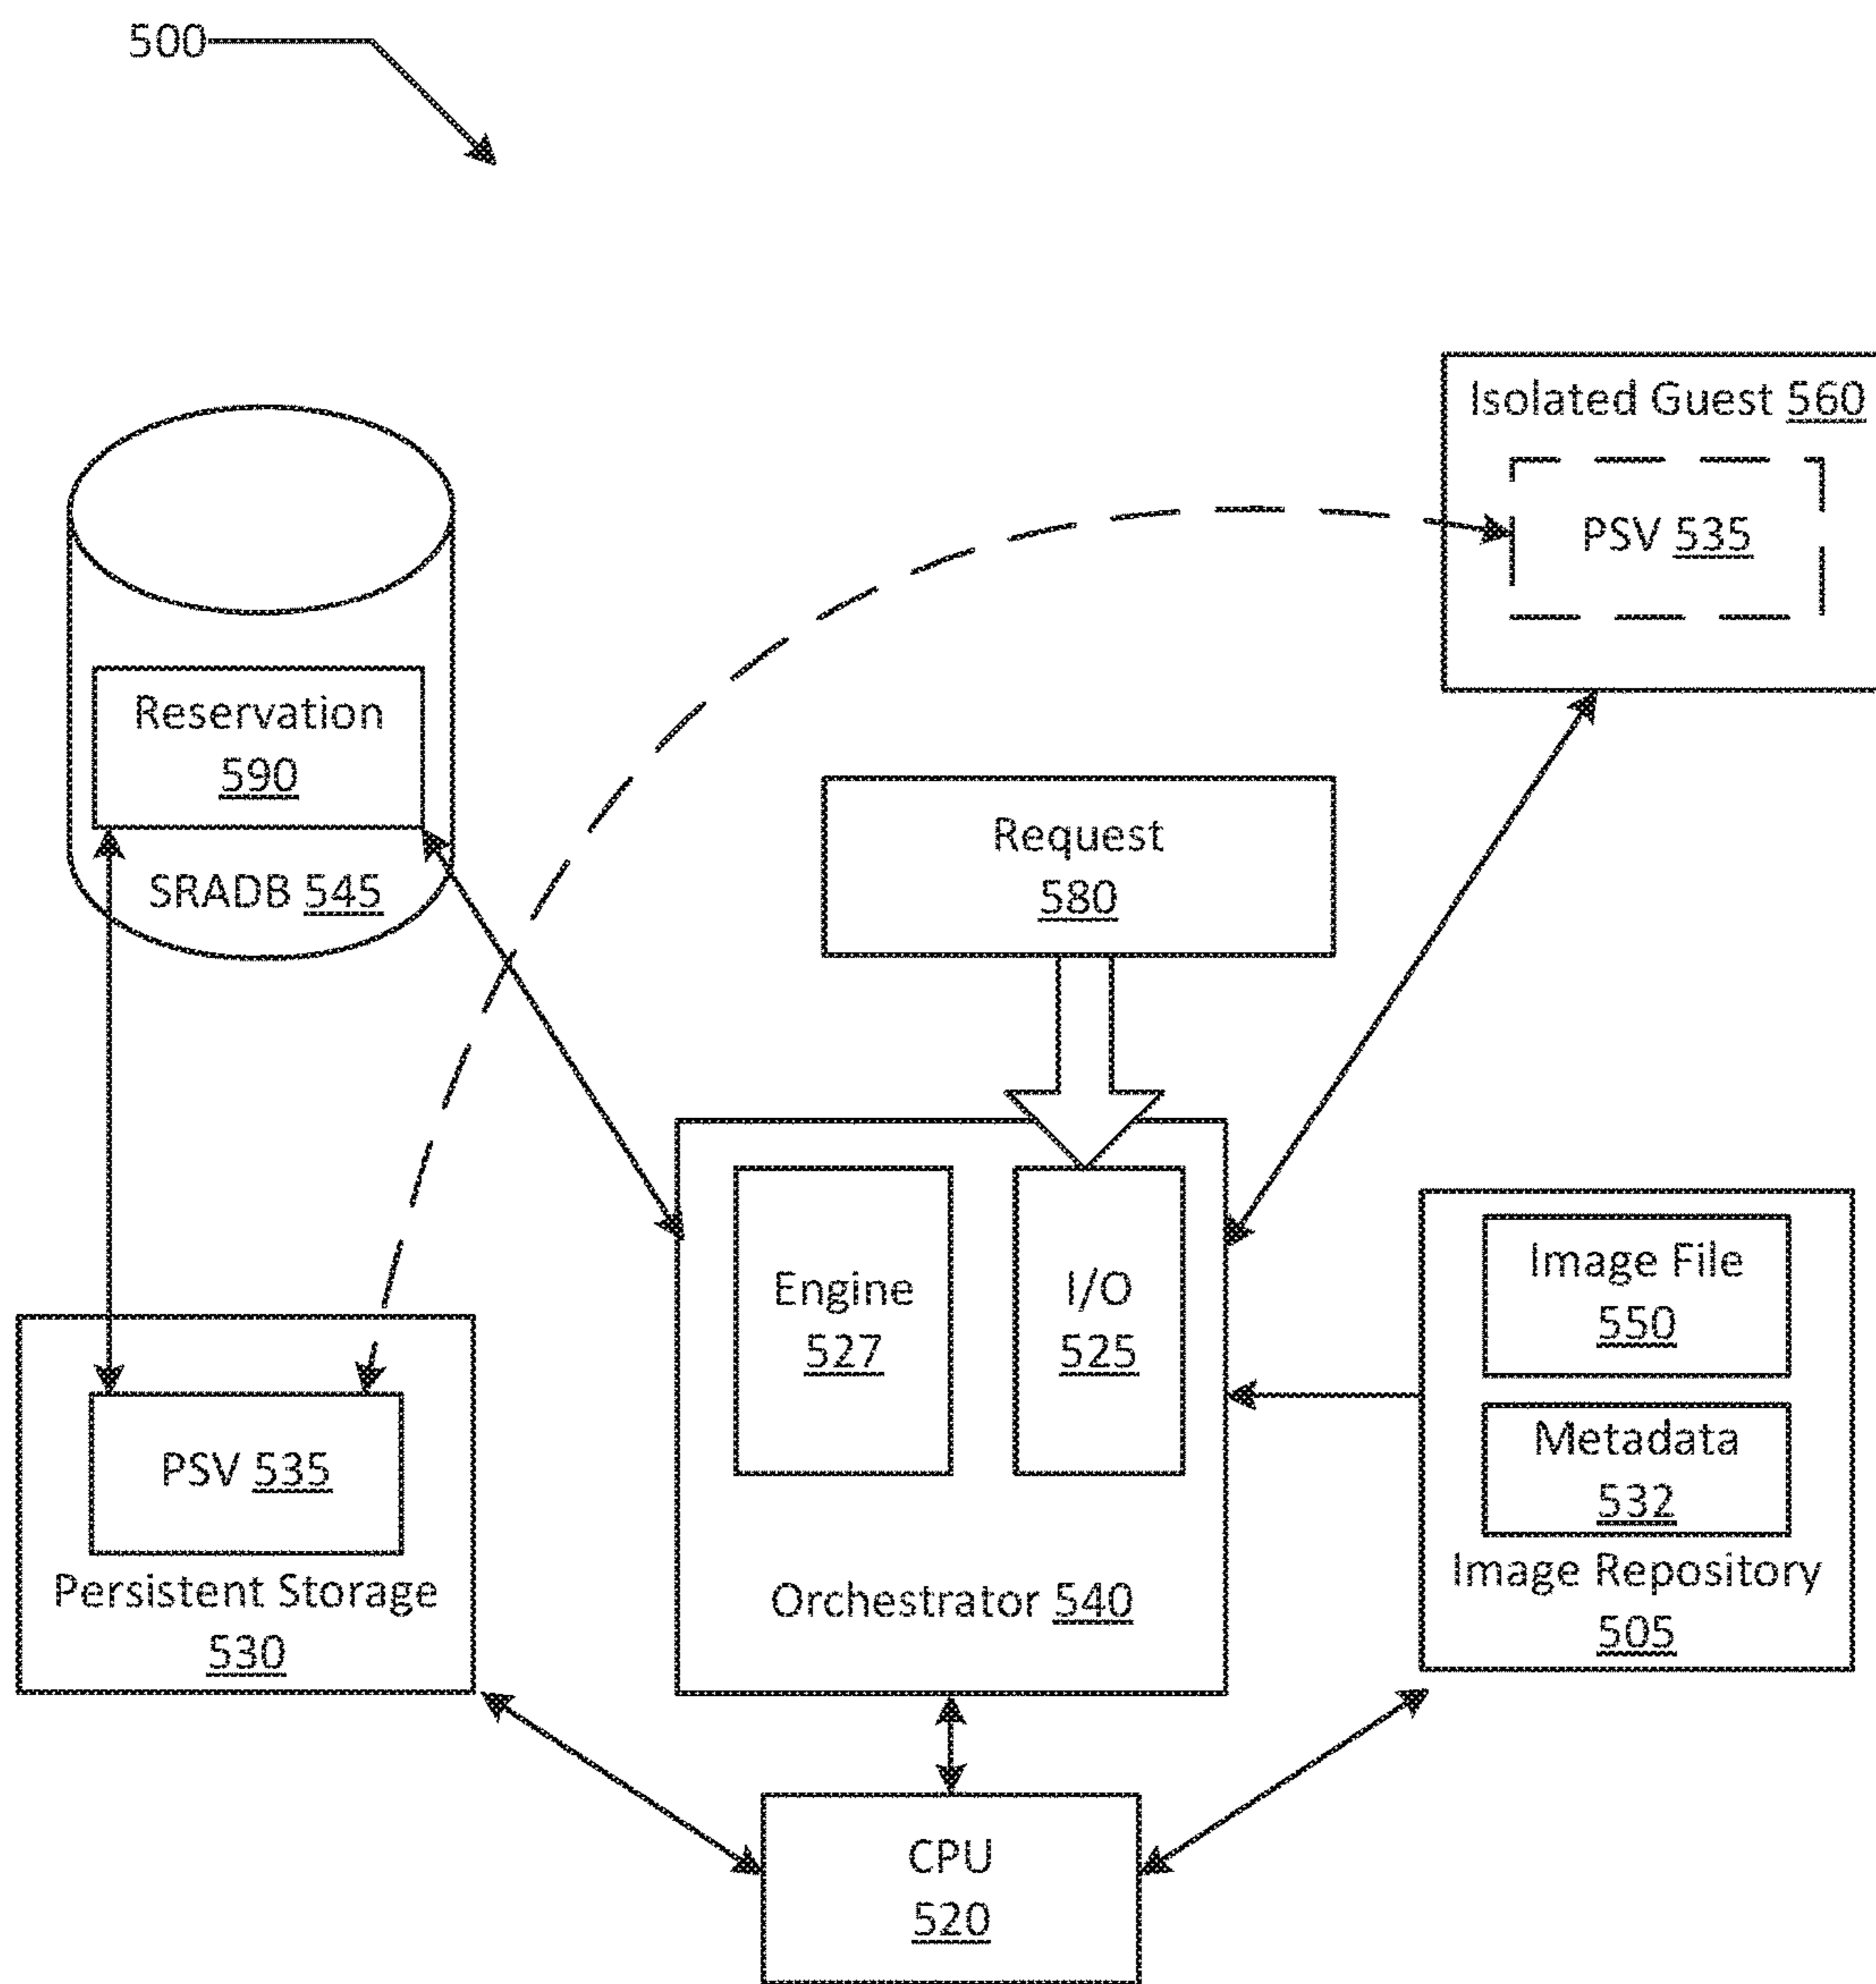 500
Isolated Guest 560
PSV 535
Reservation
590
SRADB 545
Request
580
Engine
527
I/O
525
Orchestrator 540
Image File
550
Metadata
532
Image Repository
505
PSV 535
Persistent Storage
530
CPU
520